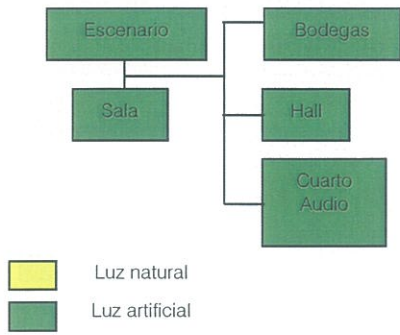 Escenario
Bodegas
Sala
Hall
Cuarto
Audio
Luz natural
Luz artificial